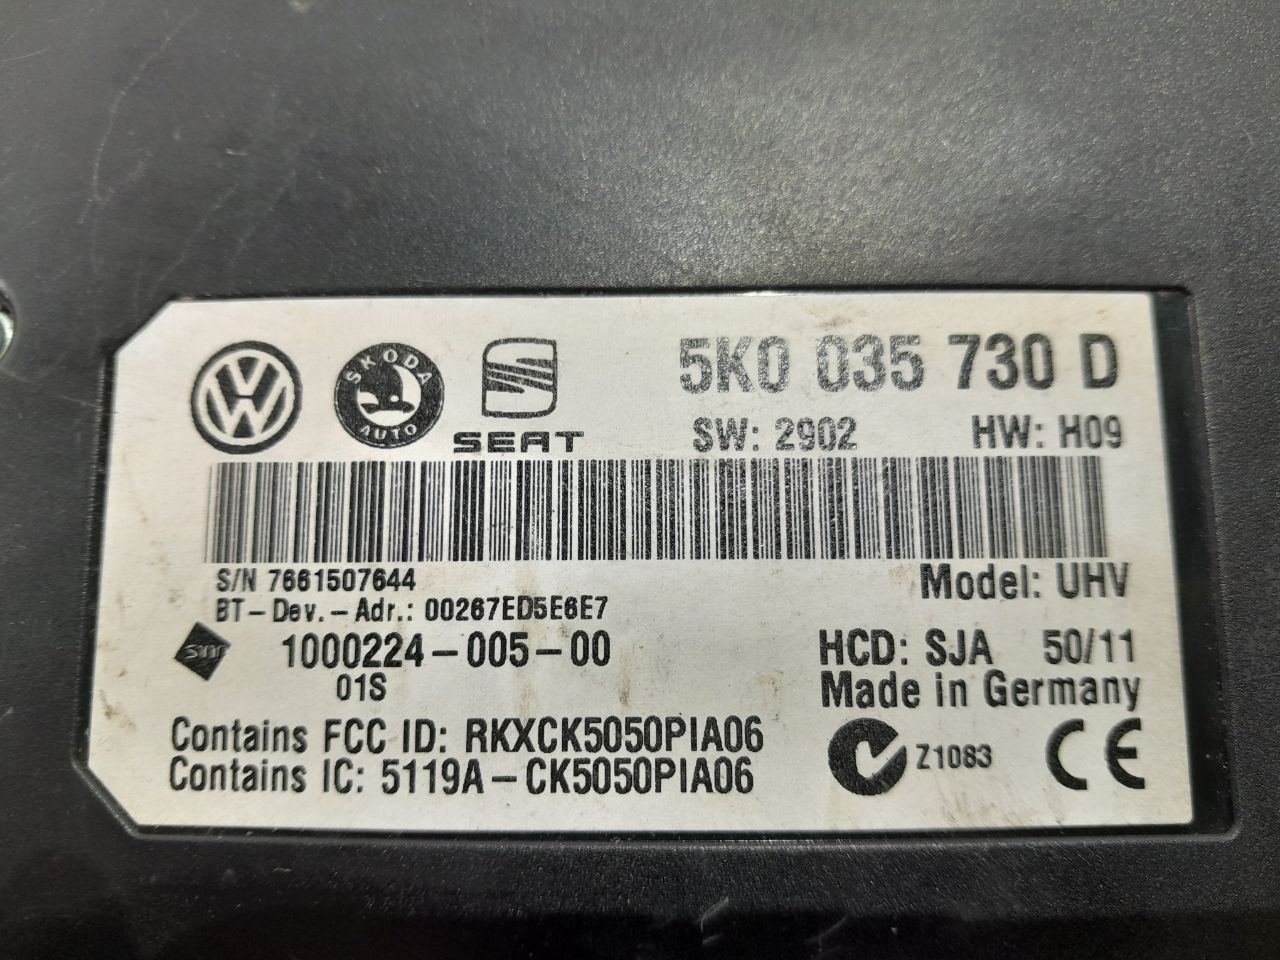 SKODA
AUTO
SEAT
5K0 035 730 D
SW: 2902 HW: H09
S/N 7661507644
Model: UHV
BT-Dev.-Adr.: 00267ED5E6E7
1000224-005-00
HCD: SJA 50/11
01S
Made in Germany
Contains FCC ID: RKXCK5050PIA06
Contains IC: 5119A-CK5050PIA06
Z1083
CE